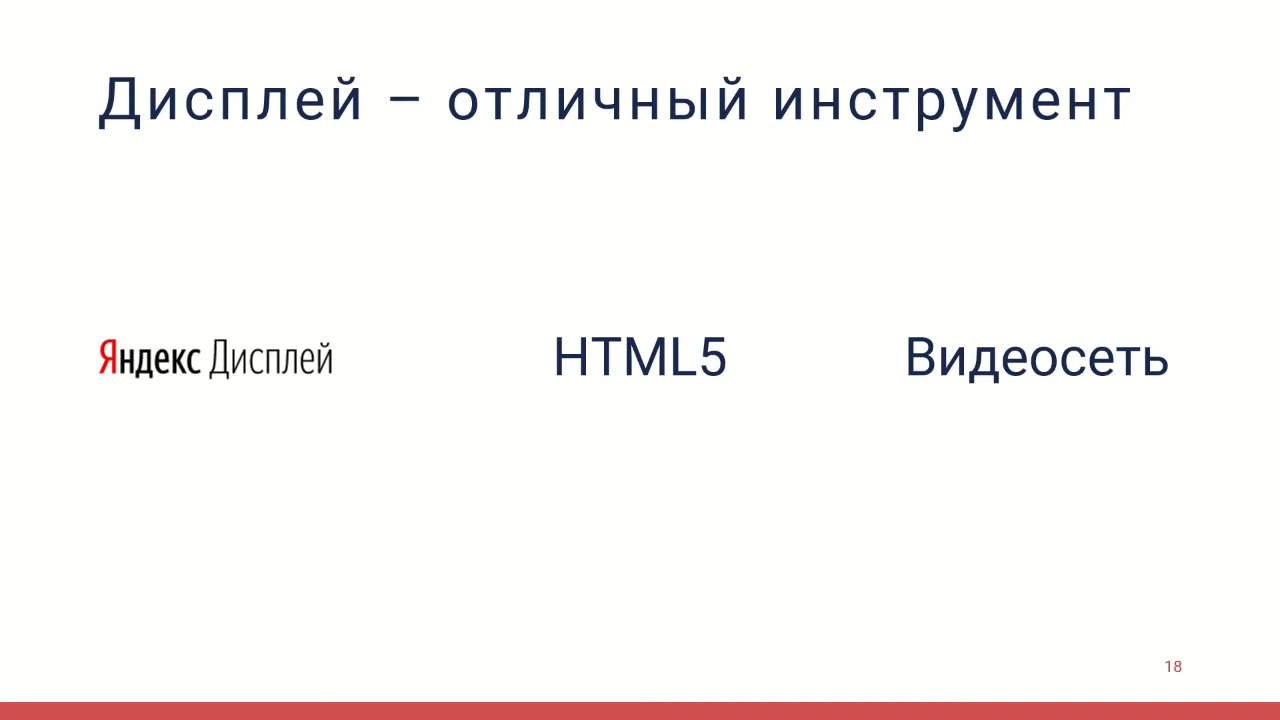 Дисплей – отличный инструмент
Яндекс Дисплей
HTML5
Видеосеть
18